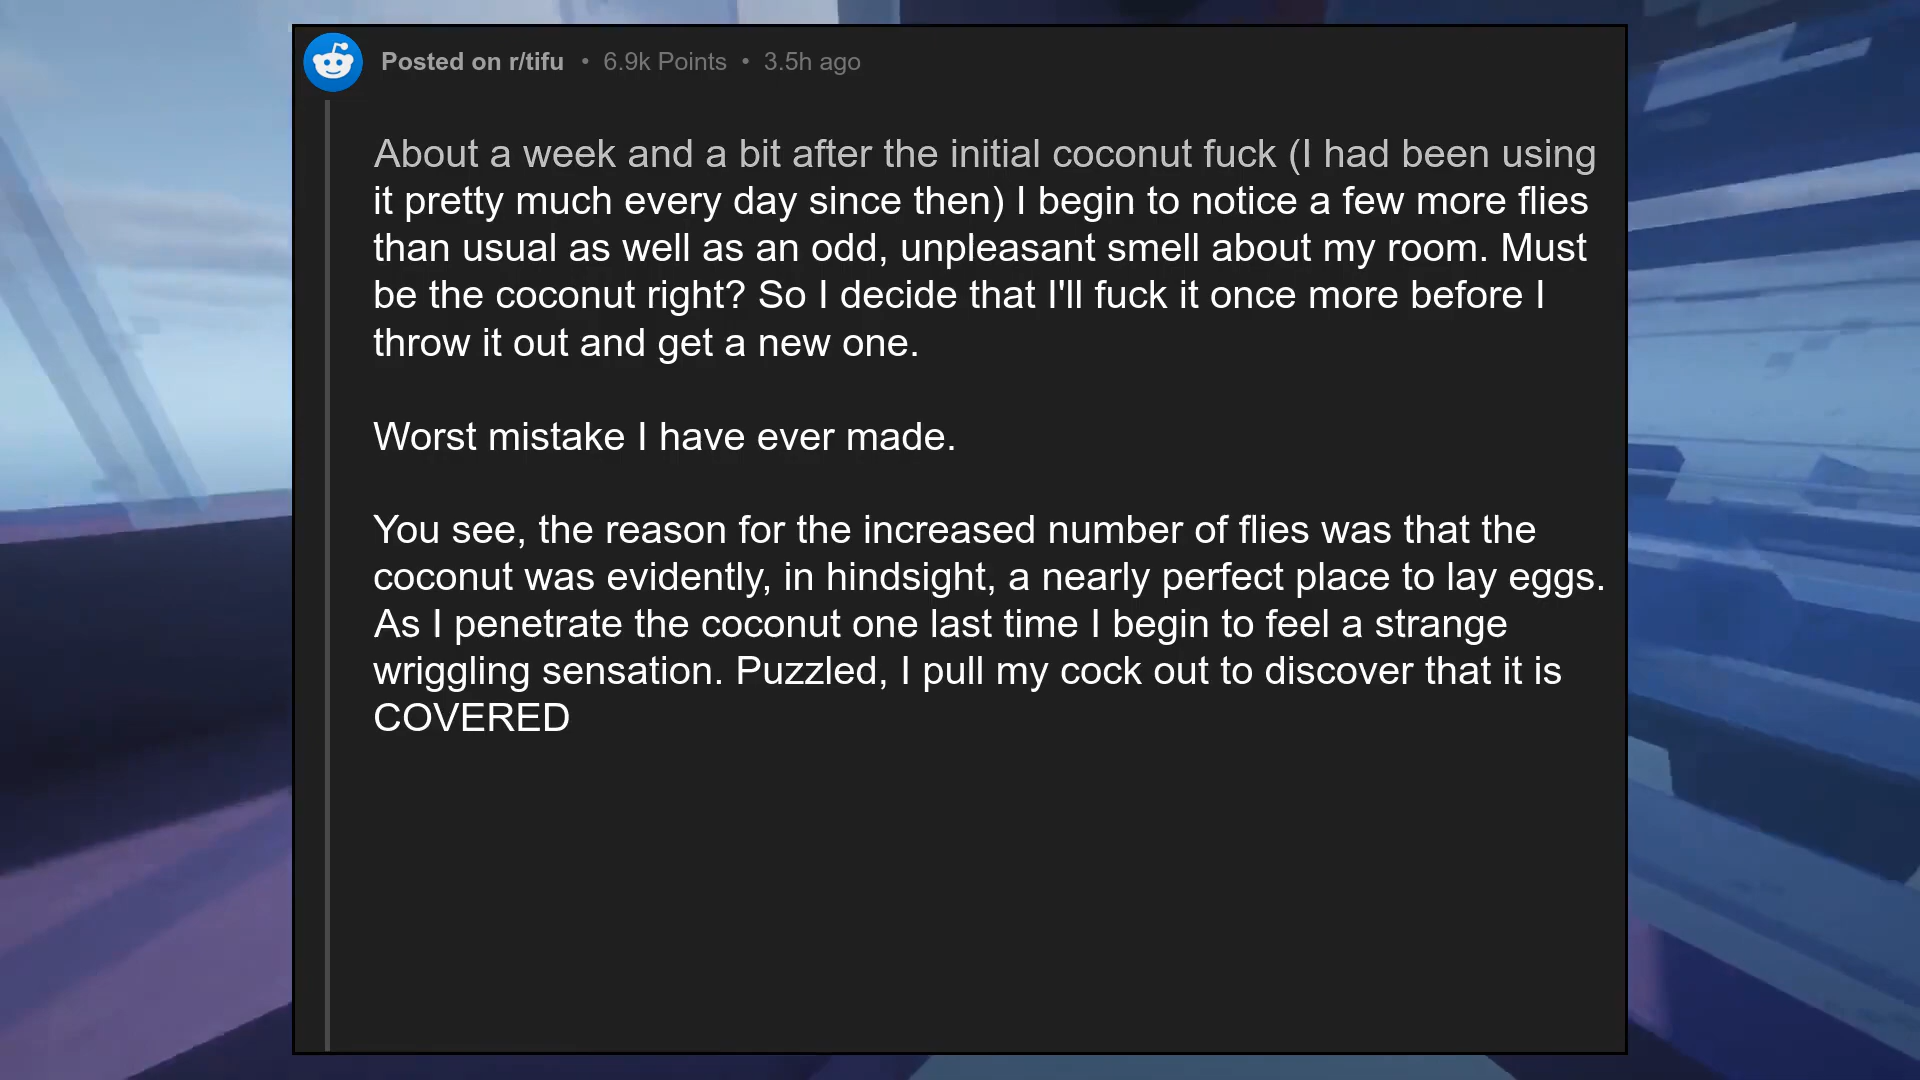 Posted on r/tifu • 6.9k Points • 3.5h ago
About a week and a bit after the initial coconut fuck (I had been using
it pretty much every day since then) I begin to notice a few more flies
than usual as well as an odd, unpleasant smell about my room. Must
be the coconut right? So I decide that I'll fuck it once more before I
throw it out and get a new one.
Worst mistake I have ever made.
You see, the reason for the increased number of flies was that the
coconut was evidently, in hindsight, a nearly perfect place to lay eggs.
As I penetrate the coconut one last time I begin to feel a strange
wriggling sensation. Puzzled, I pull my cock out to discover that it is
COVERED